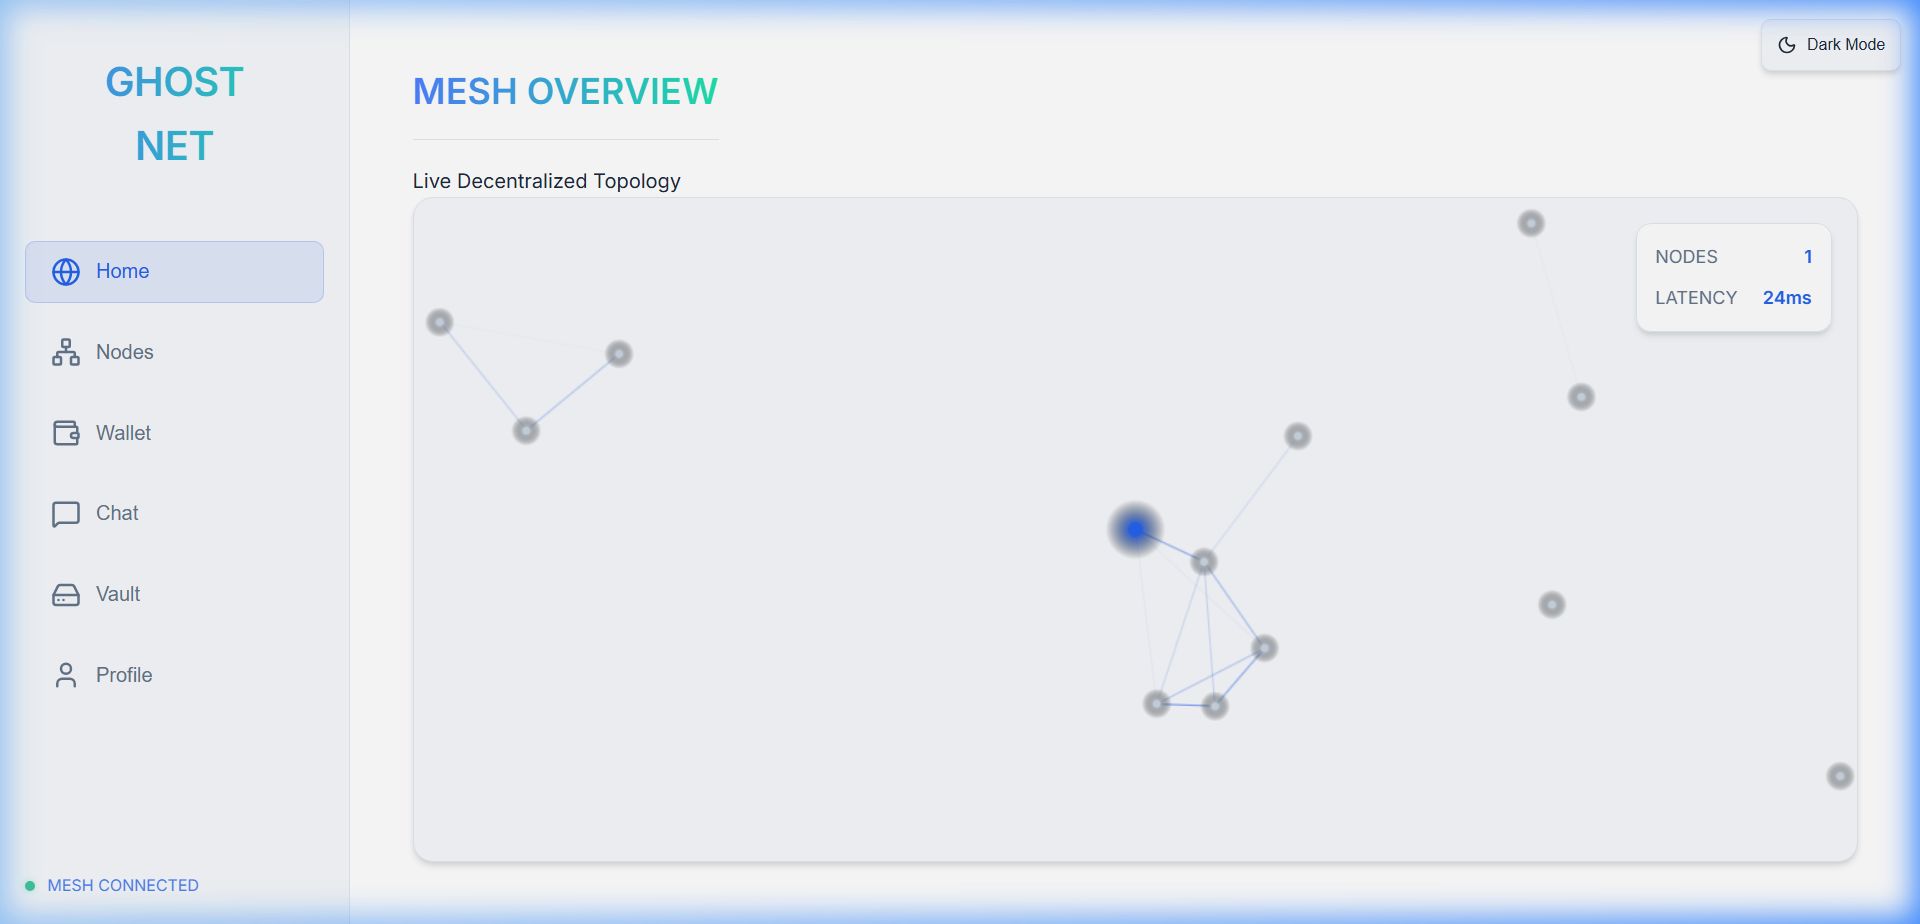 GHOST
NET
Home
Nodes
Wallet
Chat
Vault
Profile
MESH CONNECTED
Dark Mode
MESH OVERVIEW
Live Decentralized Topology
NODES 1
LATENCY 24ms